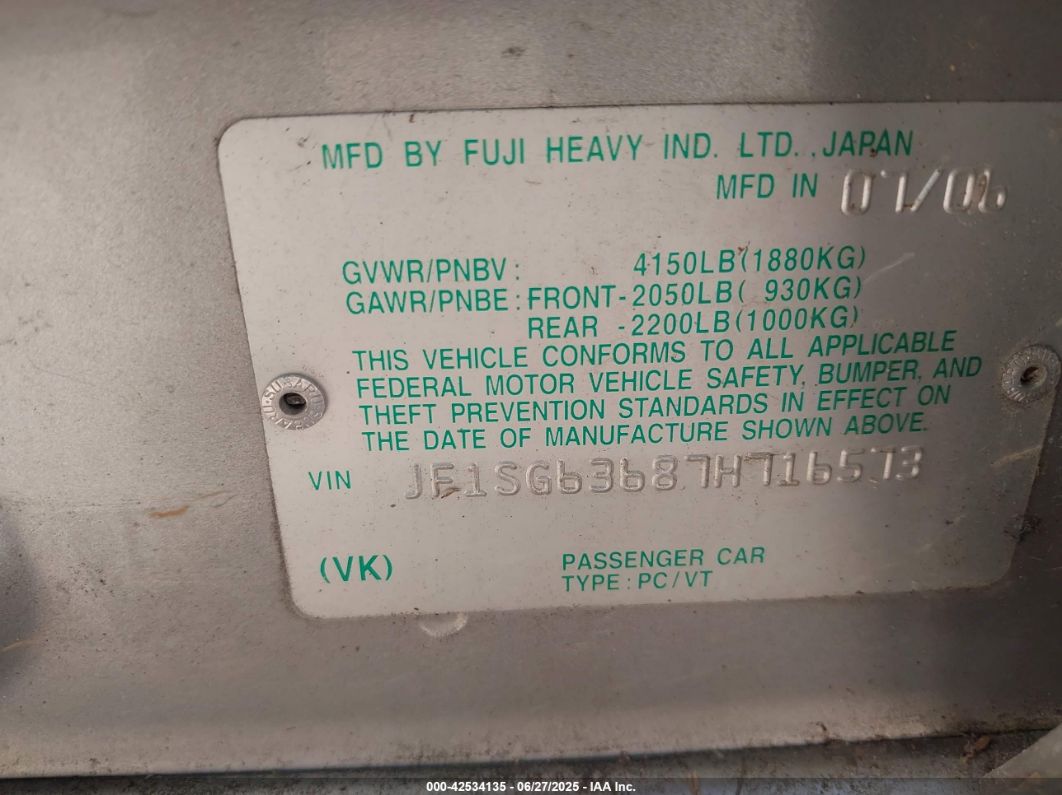 MFD BY FUJI HEAVY IND. LTD., JAPAN
MFD IN 07/06
GVWR/PNBV: 4150LB(1880KG)
GAWR/PNBE: FRONT-2050LB( 930KG)
REAR -2200LB(1000KG)
THIS VEHICLE CONFORMS TO ALL APPLICABLE
FEDERAL MOTOR VEHICLE SAFETY, BUMPER, AND
THEFT PREVENTION STANDARDS IN EFFECT ON
THE DATE OF MANUFACTURE SHOWN ABOVE.
VIN JF1SG63687H716573
(VK) PASSENGER CAR
TYPE: PC/VT
SUBARU SUBARU
000-42534135 - 06/27/2025 - IAA Inc.